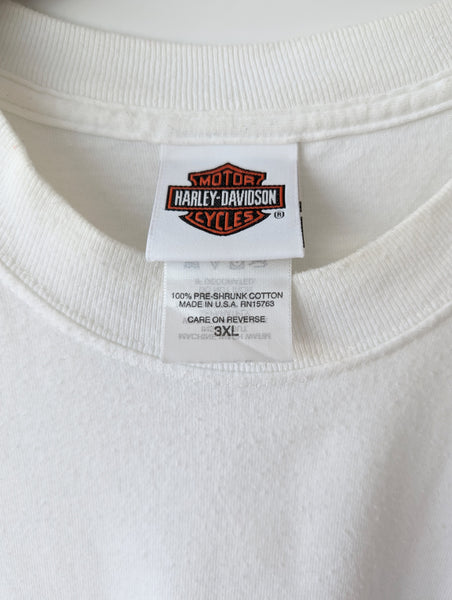 MOTOR
HARLEY-DAVIDSON
CYCLES
®
100% PRE-SHRUNK COTTON
MADE IN U.S.A. RN15763
CARE ON REVERSE
3XL